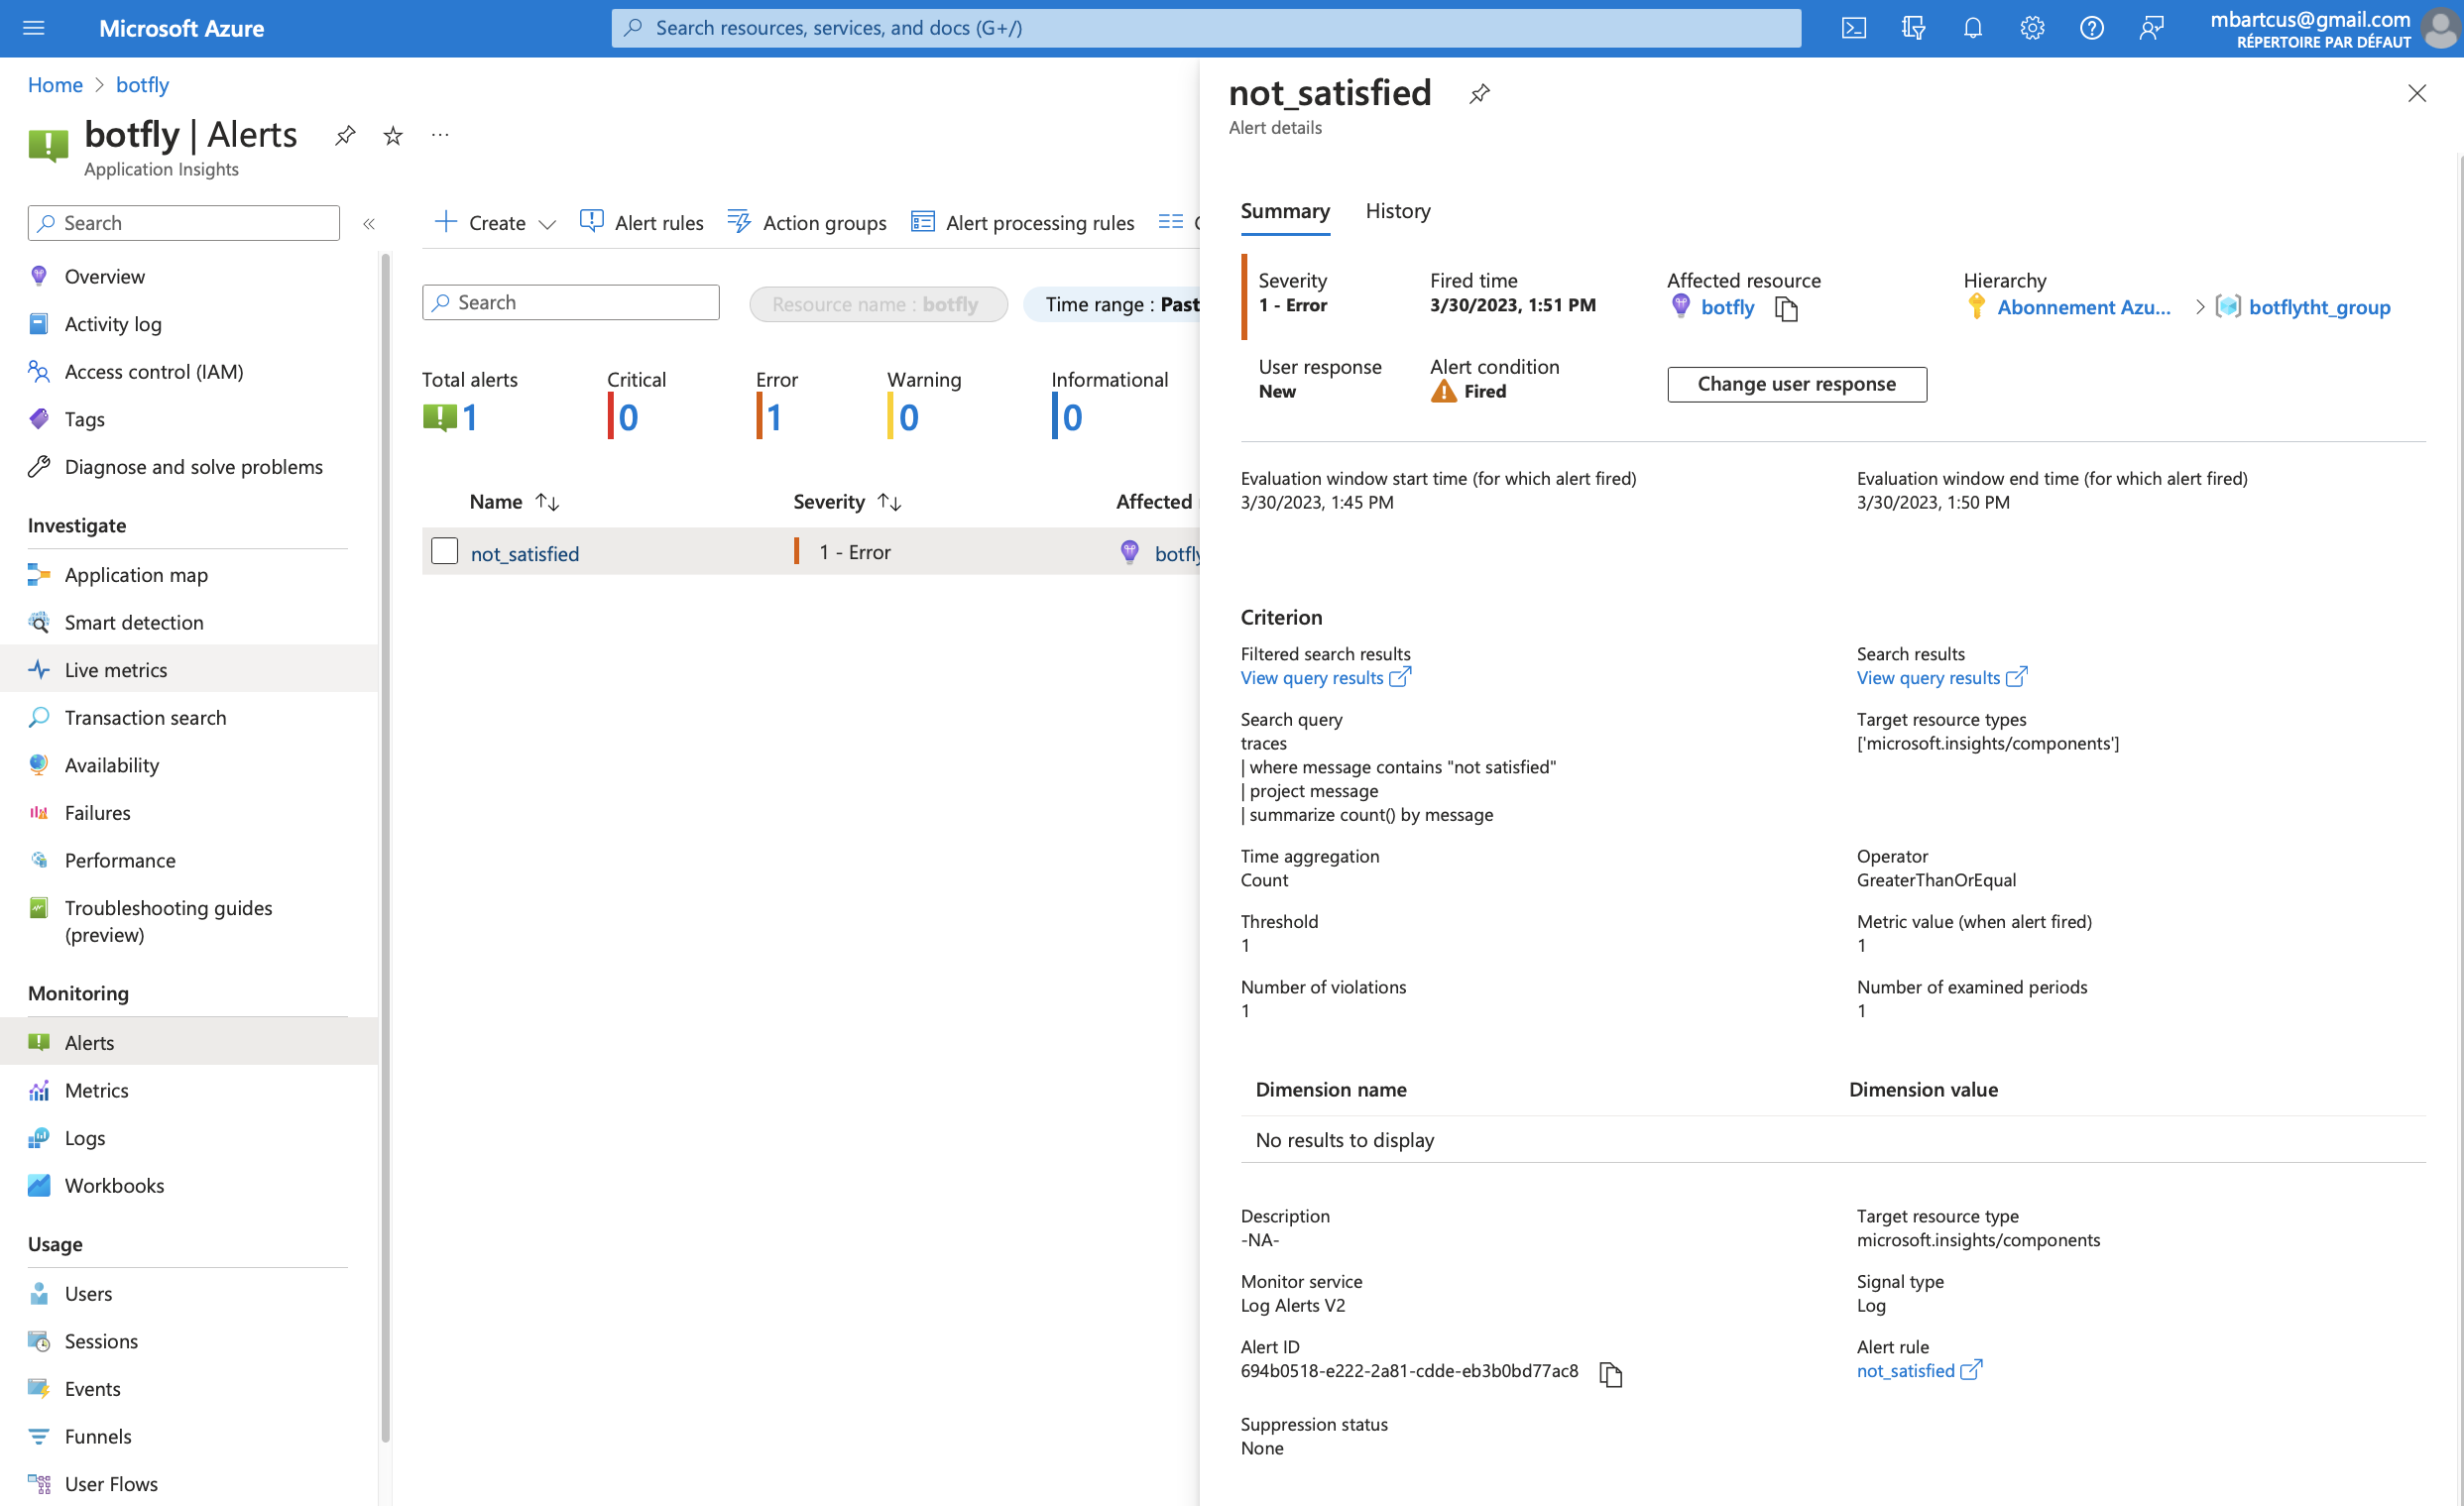 Microsoft Azure
Search resources, services, and docs (G+/)
mbartcus@gmail.com
RÉPERTOIRE PAR DÉFAUT
Home > botfly
botfly | Alerts
Application Insights
Search
Overview
Activity log
Access control (IAM)
Tags
Diagnose and solve problems
Investigate
Application map
Smart detection
Live metrics
Transaction search
Availability
Failures
Performance
Troubleshooting guides
(preview)
Monitoring
Alerts
Metrics
Logs
Workbooks
Usage
Users
Sessions
Events
Funnels
User Flows
Create
Alert rules
Action groups
Alert processing rules
Search
Resource name : botfly
Time range : Past
Total alerts
1
Critical
0
Error
1
Warning
0
Informational
0
Name
Severity
Affected
not_satisfied
1 - Error
botfly
not_satisfied
Alert details
Summary
History
Severity
1 - Error
Fired time
3/30/2023, 1:51 PM
Affected resource
botfly
Hierarchy
Abonnement Azu... > botflytht_group
User response
New
Alert condition
Fired
Change user response
Evaluation window start time (for which alert fired)
3/30/2023, 1:45 PM
Evaluation window end time (for which alert fired)
3/30/2023, 1:50 PM
Criterion
Filtered search results
View query results
Search results
View query results
Search query
traces
| where message contains "not satisfied"
| project message
| summarize count() by message
Target resource types
['microsoft.insights/components']
Time aggregation
Count
Operator
GreaterThanOrEqual
Threshold
1
Metric value (when alert fired)
1
Number of violations
1
Number of examined periods
1
Dimension name
Dimension value
No results to display
Description
-NA-
Target resource type
microsoft.insights/components
Monitor service
Log Alerts V2
Signal type
Log
Alert ID
694b0518-e222-2a81-cdde-eb3b0bd77ac8
Alert rule
not_satisfied
Suppression status
None